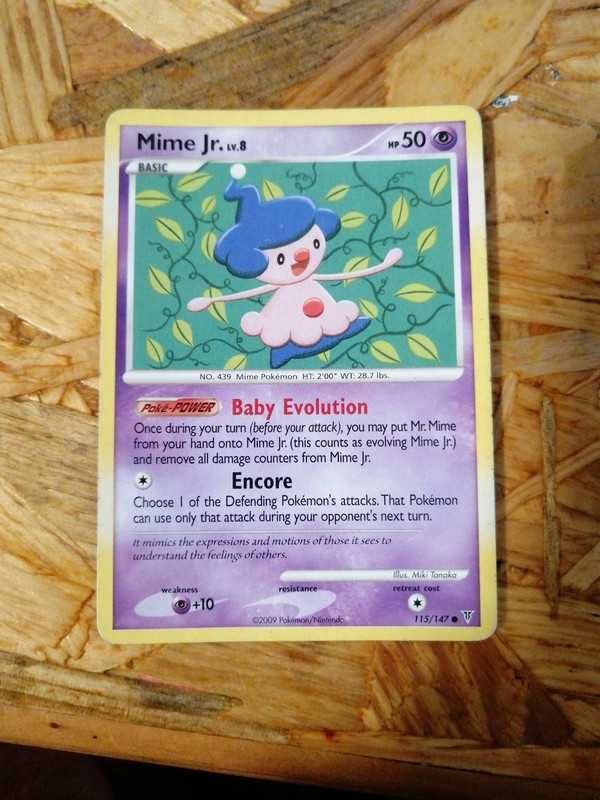 Mime Jr. LV.8
HP 50
BASIC
NO. 439 Mime Pokémon HT: 2'00" WT: 28.7 lbs.
Poké-POWER Baby Evolution
Once during your turn (before your attack), you may put Mr. Mime
from your hand onto Mime Jr. (this counts as evolving Mime Jr.)
and remove all damage counters from Mime Jr.
Encore
Choose 1 of the Defending Pokémon's attacks. That Pokémon
can use only that attack during your opponent's next turn.
It mimics the expressions and motions of those it sees to
understand the feelings of others.
Illus. Miki Tanaka
weakness resistance retreat cost
+10
©2009 Pokémon/Nintendo 115/147